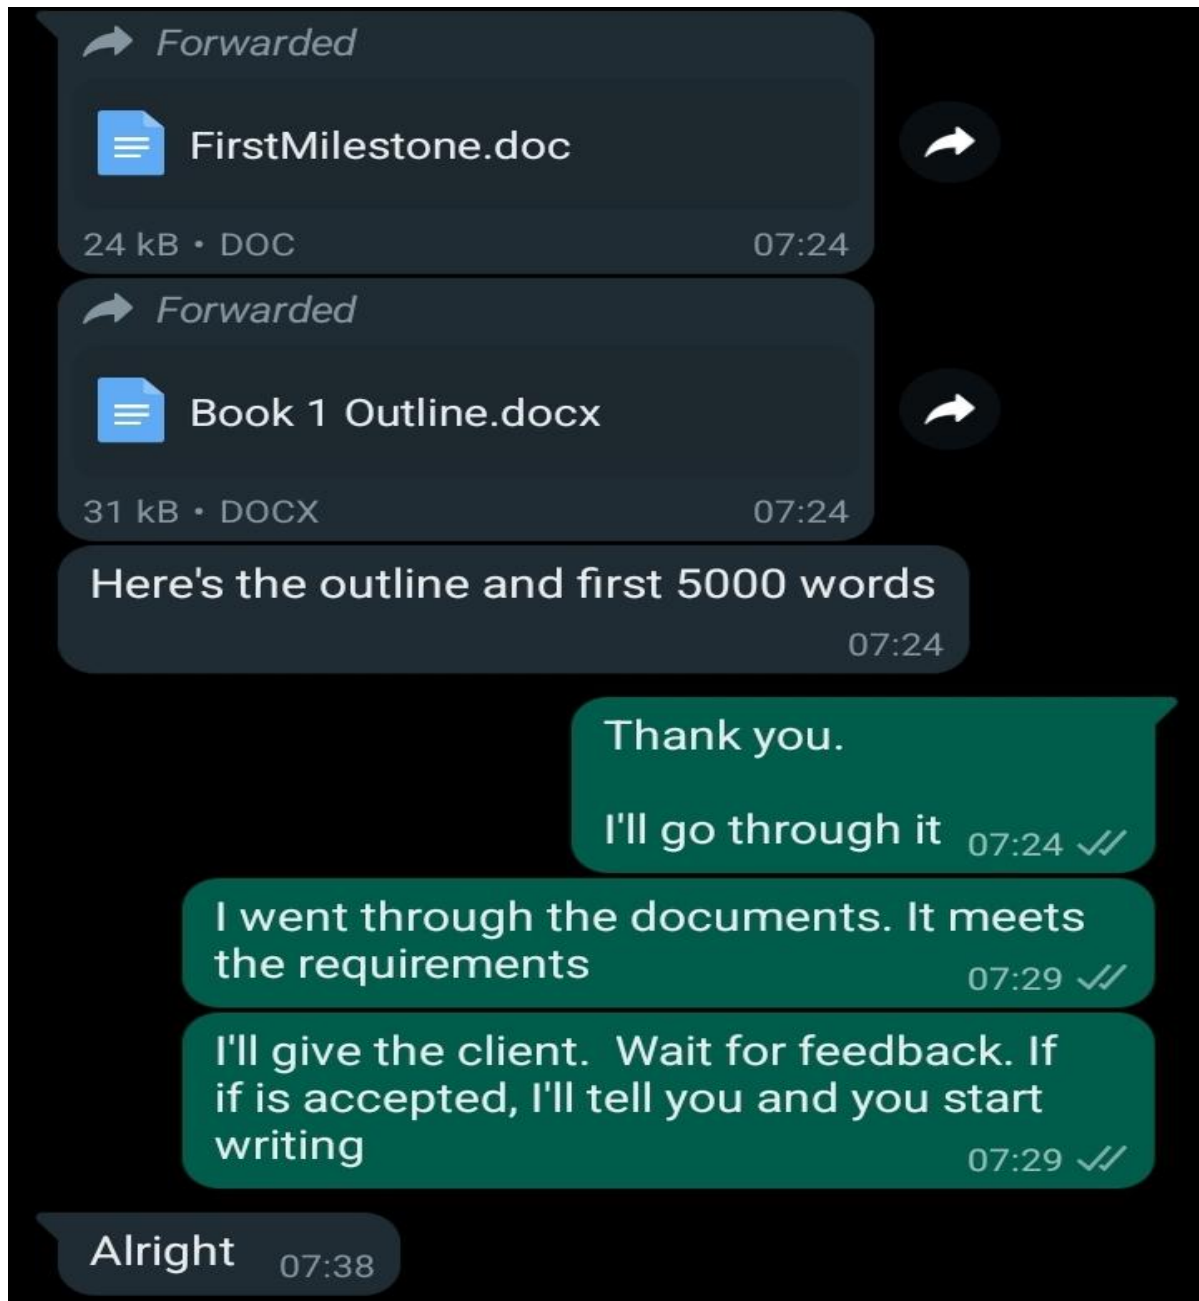 Forwarded
FirstMilestone.doc
24 kB • DOC 07:24
Forwarded
Book 1 Outline.docx
31 kB • DOCX 07:24
Here's the outline and first 5000 words
07:24
Thank you.
I'll go through it 07:24
I went through the documents. It meets
the requirements 07:29
I'll give the client.  Wait for feedback. If
if is accepted, I'll tell you and you start
writing 07:29
Alright 07:38